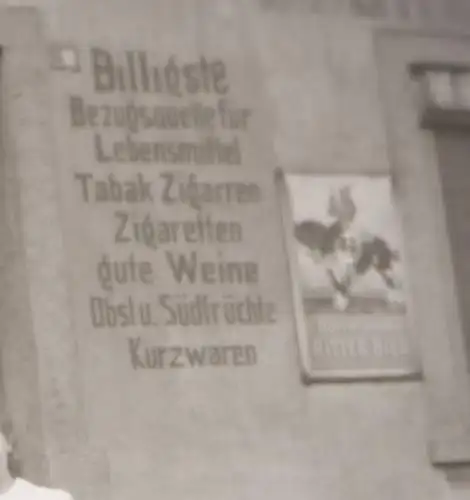 Billigste
Bezugsquelle für
Lebensmittel
Tabak Zigarren
Zigaretten
gute Weine
Obst u. Südfrüchte
Kurzwaren